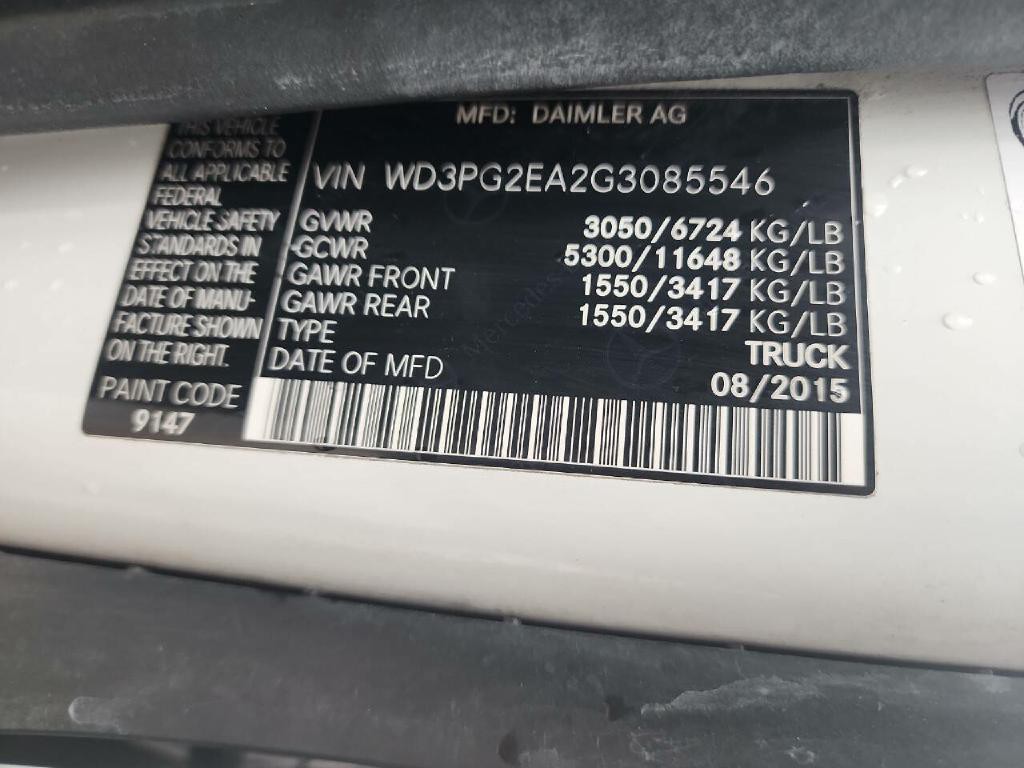 MFD: DAIMLER AG
THIS VEHICLE
CONFORMS TO
ALL APPLICABLE
FEDERAL
VEHICLE SAFETY
STANDARDS IN
EFFECT ON THE
DATE OF MANU-
FACTURE SHOWN
ON THE RIGHT.
PAINT CODE
9147
VIN WD3PG2EA2G3085546
GVWR 3050/6724 KG/LB
GCWR 5300/11648 KG/LB
GAWR FRONT 1550/3417 KG/LB
GAWR REAR 1550/3417 KG/LB
TYPE TRUCK
DATE OF MFD 08/2015
Mercedes